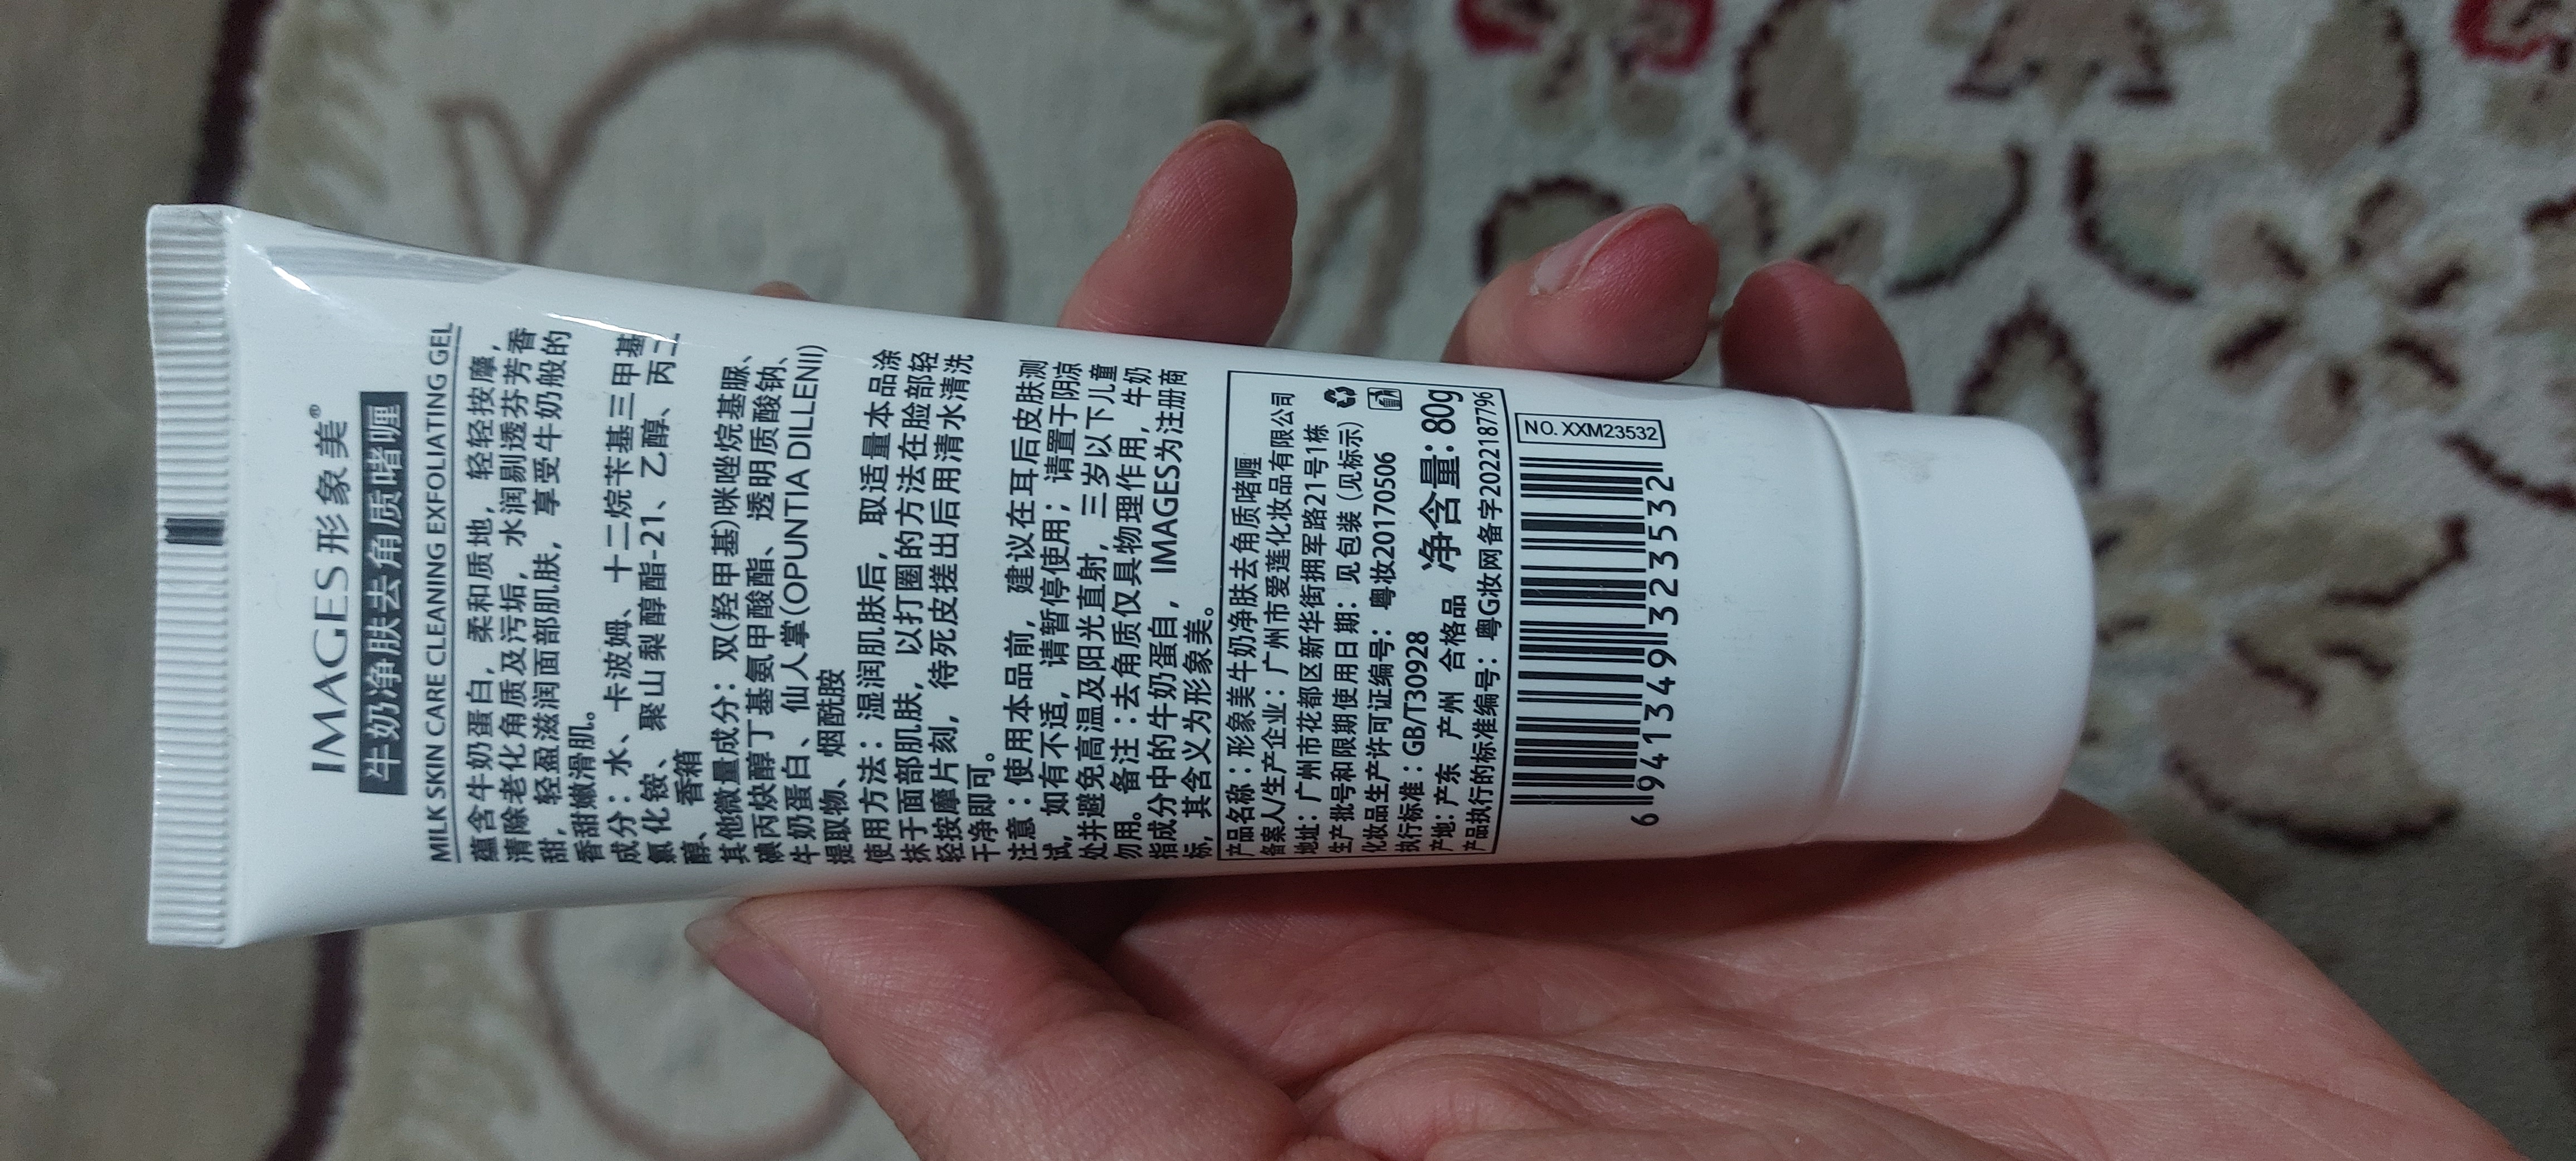 IMAGES 形象美®
牛奶净肤去角质啫喱
MILK SKIN CARE CLEANING EXFOLIATING GEL
蕴含牛奶蛋白，柔和质地，轻轻按摩，
清除老化角质及污垢，水润剔透芬芳香
甜，轻盈滋润面部肌肤，享受牛奶般的
香甜嫩滑肌。
成分：水、卡波姆、十二烷苄基三甲基
氯化铵、聚山梨醇酯-21、乙醇、丙二
醇、香箱
其他微量成分：双(羟甲基)咪唑烷基脲、
碘丙炔醇丁基氨甲酸酯、透明质酸钠、
牛奶蛋白、仙人掌(OPUNTIA DILLENII)
提取物、烟酰胺
使用方法：湿润肌肤后，取适量本品涂
抹于面部肌肤，以打圈的方法在脸部轻
轻按摩片刻，待死皮搓出后用清水清洗
干净即可。
注意：使用本品前，建议在耳后皮肤测
试，如有不适，请暂停使用；请置于阴凉
处并避免高温及阳光直射，三岁以下儿童
勿用。备注：去角质仅具物理作用，牛奶
指成分中的牛奶蛋自，IMAGES为注册商
标，其含义为形象美。
产品名称：形象美牛奶净肤去角质啫喱
备案人/生产企业：广州市爱莲化妆品有限公司
地址：广州市花都区新华街拥军路21号1栋
生产批号和限期使用日期：见包装(见标示)
化妆品生产许可证编号：粤妆20170506
执行标准：GB/T30928 净含量：80g
产地：产东 产州 合格品
产品执行的标准编号：粤G妆网备字2022187796
NO. XXM23532
6941349323532